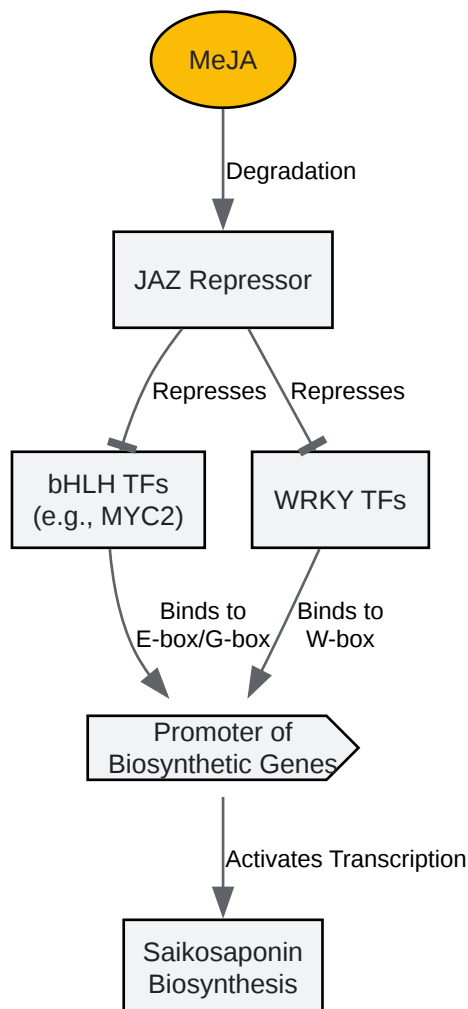 MeJA
Degradation
JAZ Repressor
Represses
Represses
bHLH TFs
(e.g., MYC2)
WRKY TFs
Binds to
E-box/G-box
Binds to
W-box
Promoter of
Biosynthetic Genes
Activates Transcription
Saikosaponin
Biosynthesis